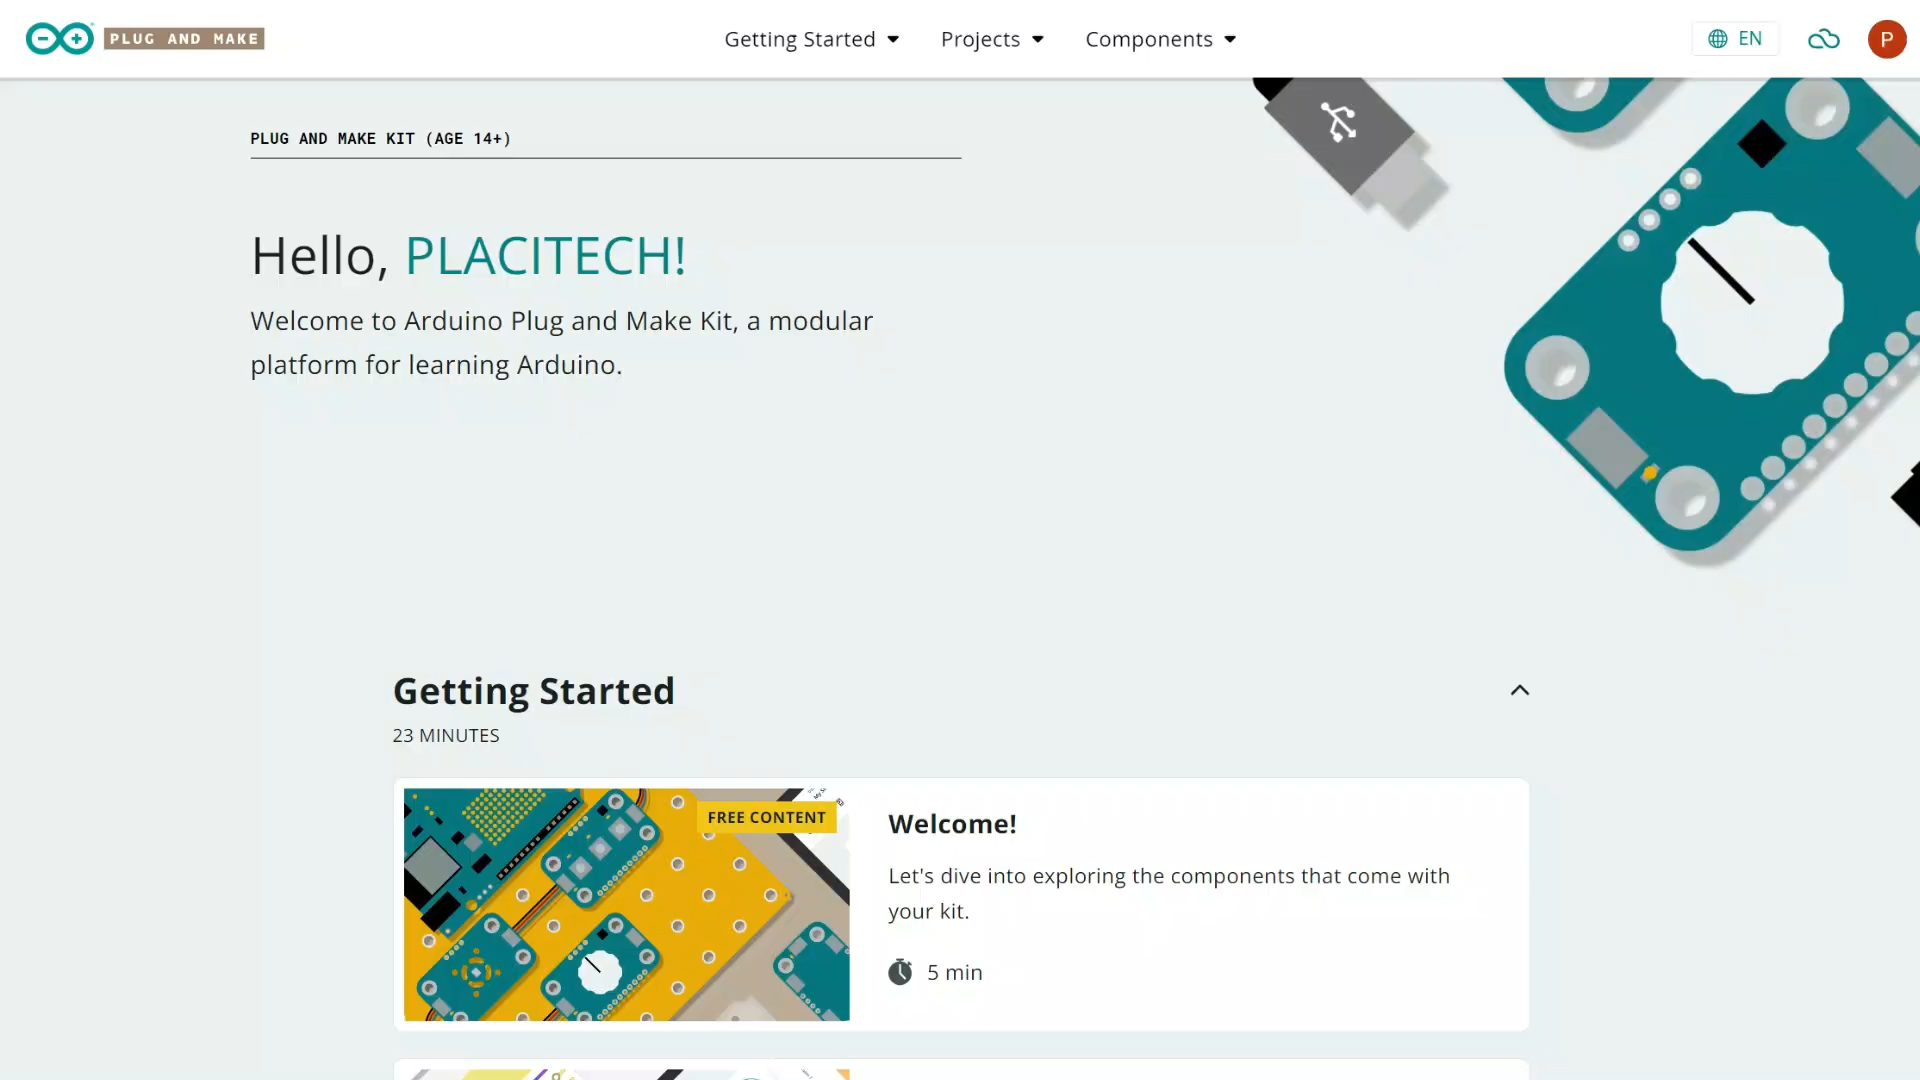 PLUG AND MAKE
Getting Started
Projects
Components
EN
P
PLUG AND MAKE KIT (AGE 14+)
Hello, PLACITECH!
Welcome to Arduino Plug and Make Kit, a modular
platform for learning Arduino.
Getting Started
23 MINUTES
FREE CONTENT
Welcome!
Let's dive into exploring the components that come with
your kit.
5 min